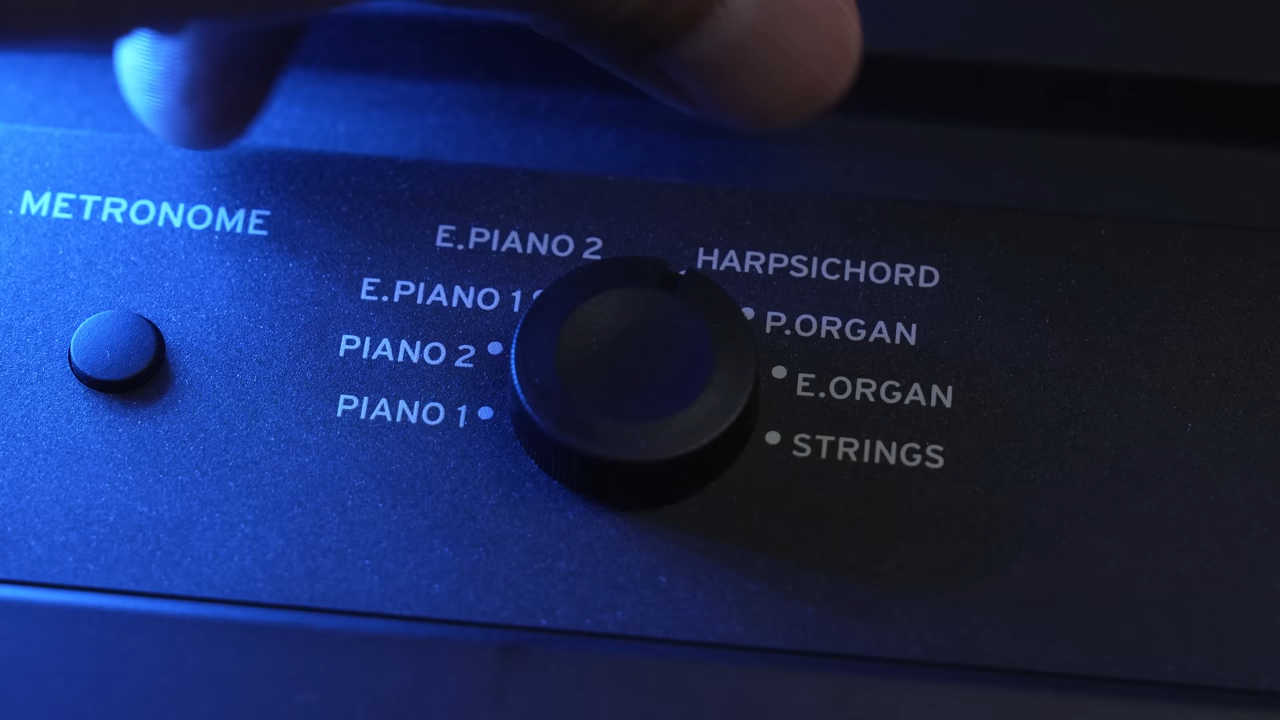 METRONOME
E.PIANO 2
E.PIANO 1
PIANO 2
PIANO 1
HARPSICHORD
P.ORGAN
E.ORGAN
STRINGS